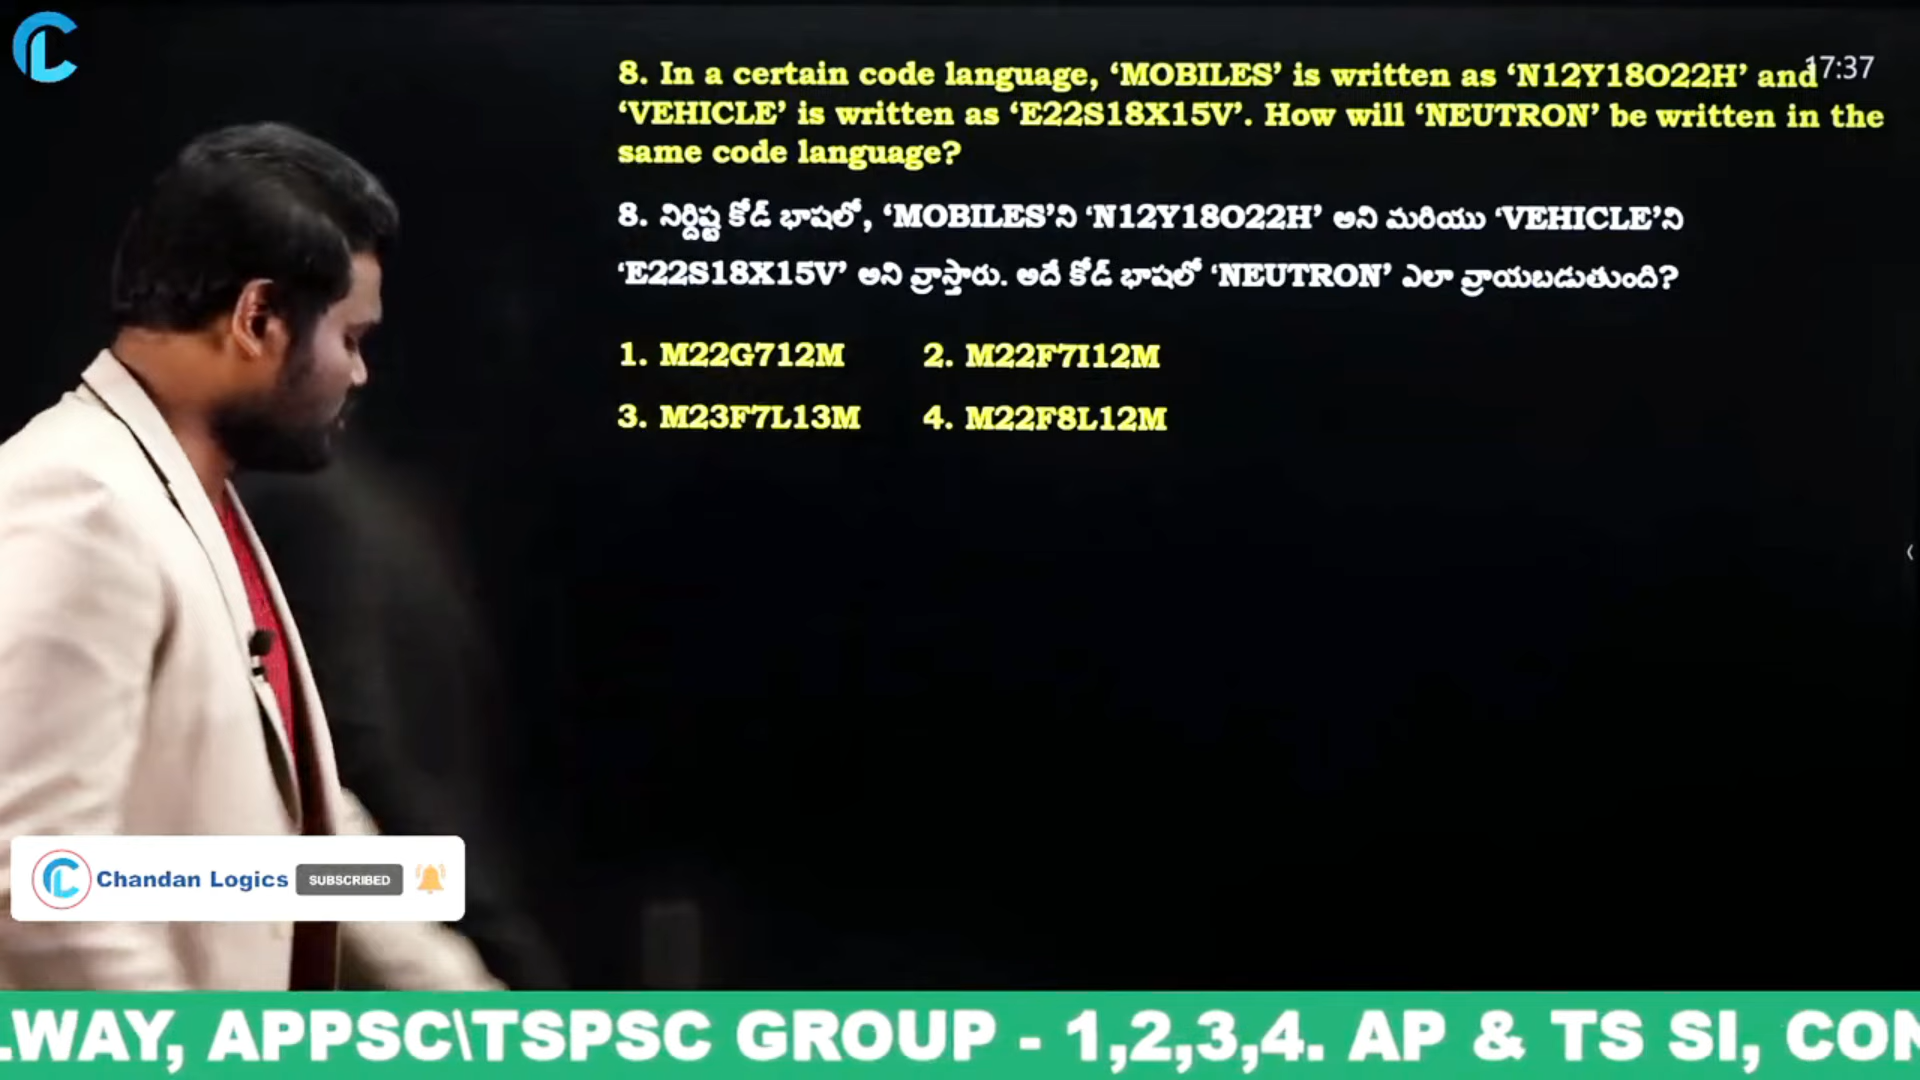 8. In a certain code language, ‘MOBILES’ is written as ‘N12Y18O22H’ and
17:37
‘VEHICLE’ is written as ‘E22S18X15V’. How will ‘NEUTRON’ be written in the
same code language?
8. నిర్దిష్ట కోడ్ భాషలో, ‘MOBILES’ని ‘N12Y18O22H’ అని మరియు ‘VEHICLE’ని
‘E22S18X15V’ అని వ్రాస్తారు. అదే కోడ్ భాషలో ‘NEUTRON’ ఎలా వ్రాయబడుతుంది?
1. M22G712M 2. M22F7I12M
3. M23F7L13M 4. M22F8L12M
Chandan Logics SUBSCRIBED
LWAY, APPSC\TSPSC GROUP - 1,2,3,4. AP & TS SI, CON